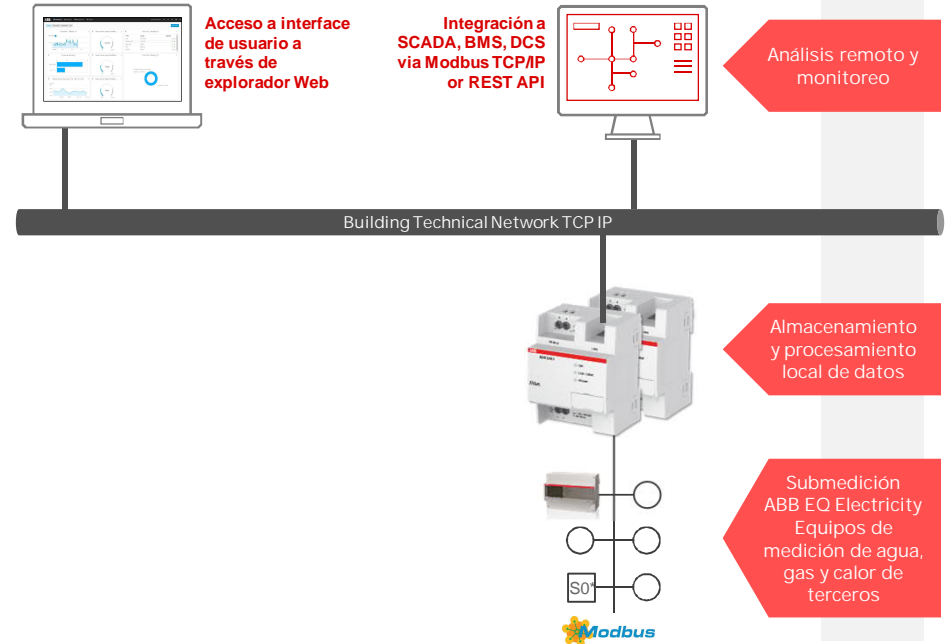 Acceso a interface
de usuario a
través de
explorador Web
Integración a
SCADA, BMS, DCS
via Modbus TCP/IP
or REST API
Análisis remoto y
monitoreo
Building Technical Network TCP IP
ABB
Almacenamiento
y procesamiento
local de datos
Submedición
ABB EQ Electricity
Equipos de
medición de agua,
gas y calor de
terceros
S0*
Modbus